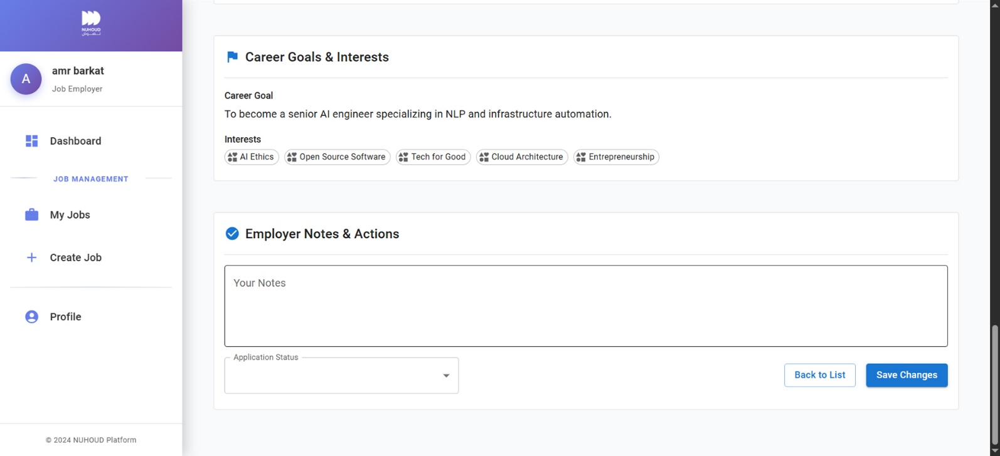 NUHOUD
نـهــوض
A
amr barkat
Job Employer
Dashboard
JOB MANAGEMENT
My Jobs
Create Job
Profile
© 2024 NUHOUD Platform
Career Goals & Interests
Career Goal
To become a senior AI engineer specializing in NLP and infrastructure automation.
Interests
AI Ethics Open Source Software Tech for Good Cloud Architecture Entrepreneurship
Employer Notes & Actions
Your Notes
Application Status
Back to List Save Changes